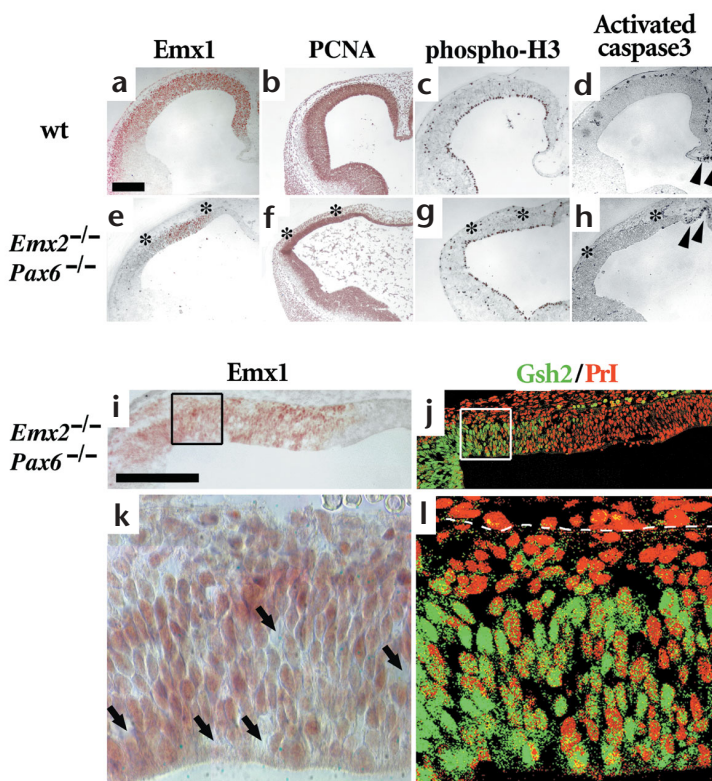 Emx1 PCNA phospho-H3 Activated caspase3
wt
a b c d
Emx2 −/−
Pax6 −/−
e * * f * * g * * h * *
Emx1 Gsh2/PrI
Emx2 −/−
Pax6 −/−
i j
k l